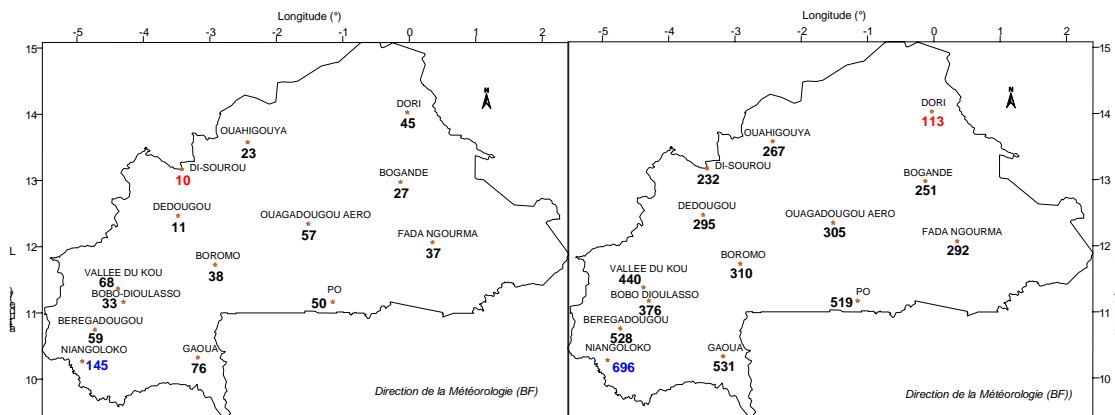 Longitude (°)
-5 -4 -3 -2 -1 0 1 2
15
14
13
12
11
10
DORI
45
OUAHIGOUYA
23
DI-SOUROU
10
BOGANDE
27
DEDOUGOU
11
OUAGADOUGOU AERO
57
FADA NGOURMA
37
BOROMO
38
VALLEE DU KOU
68
BOBO-DIOULASSO
33
PO
50
BEREGADOUGOU
59
NIANGOLOKO
145
GAOUA
76
Direction de la Météorologie (BF)
Longitude (°)
-5 -4 -3 -2 -1 0 1 2
15
14
13
12
11
10
DORI
113
OUAHIGOUYA
267
DI-SOUROU
232
BOGANDE
251
DEDOUGOU
295
OUAGADOUGOU AERO
305
FADA NGOURMA
292
BOROMO
310
VALLEE DU KOU
440
BOBO DIOULASSO
376
PO
519
BEREGADOUGOU
528
NIANGOLOKO
696
GAOUA
531
Direction de la Météorologie (BF))